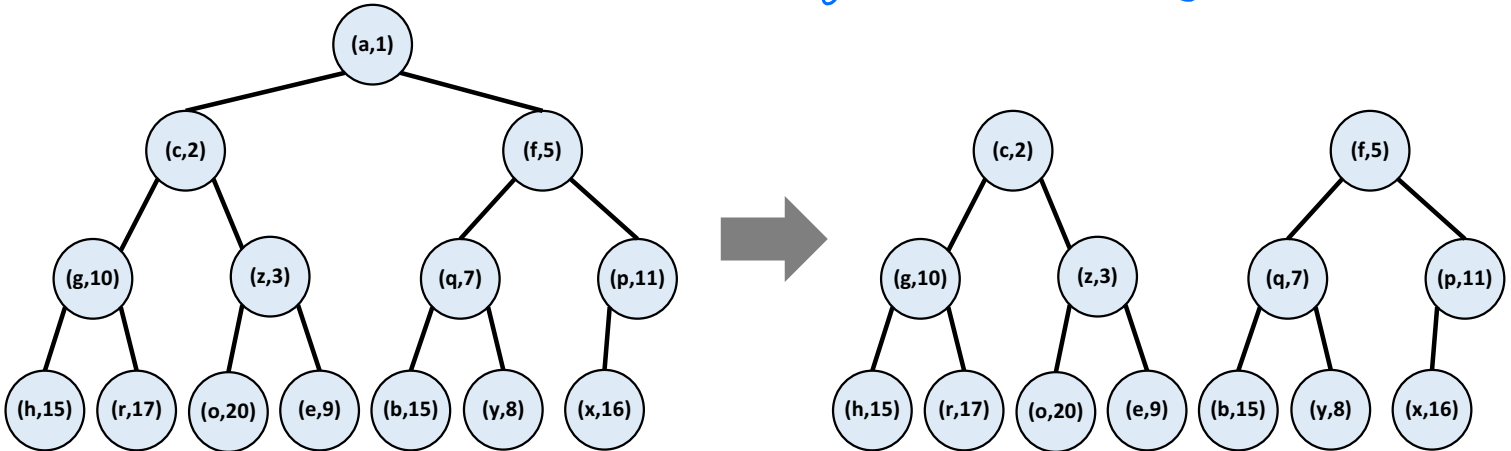 (a,1)
(c,2) (f,5) (c,2) (f,5)
(g,10) (z,3) (q,7) (p,11) (g,10) (z,3) (q,7) (p,11)
(h,15) (r,17) (o,20) (e,9) (b,15) (y,8) (x,16) (h,15) (r,17) (o,20) (e,9) (b,15) (y,8) (x,16)